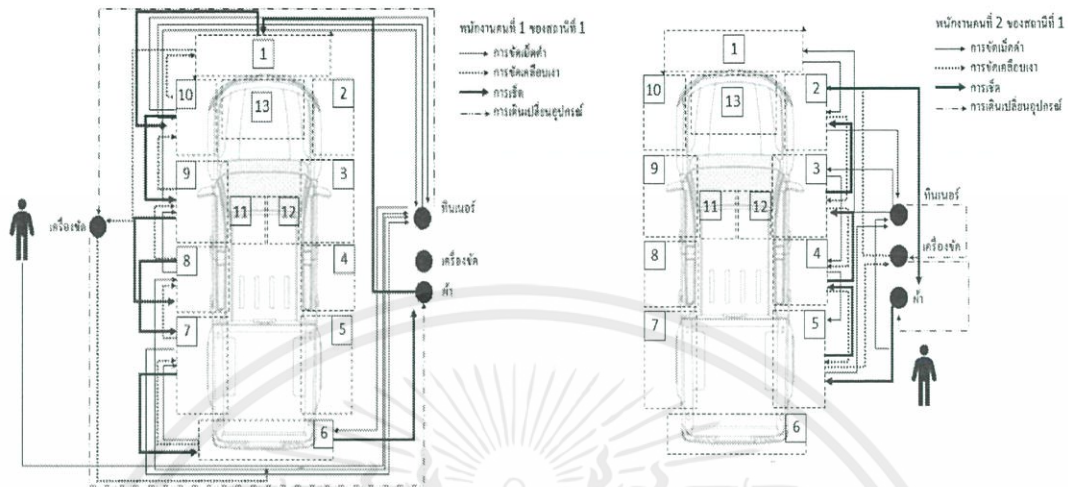 พนักงานคนที่ 1 ของสถานีที่ 1
การขัดเม็ดดำ
การขัดเคลือบเงา
การเช็ด
การเดินเปลี่ยนอุปกรณ์
1
10
13
2
9
3
11
12
ทินเนอร์
เครื่องขัด
8
4
เครื่องขัด
ผ้า
7
5
6
พนักงานคนที่ 2 ของสถานีที่ 1
การขัดเม็ดดำ
การขัดเคลือบเงา
การเช็ด
การเดินเปลี่ยนอุปกรณ์
1
10
13
2
9
3
11
12
ทินเนอร์
8
4
เครื่องขัด
ผ้า
7
5
6